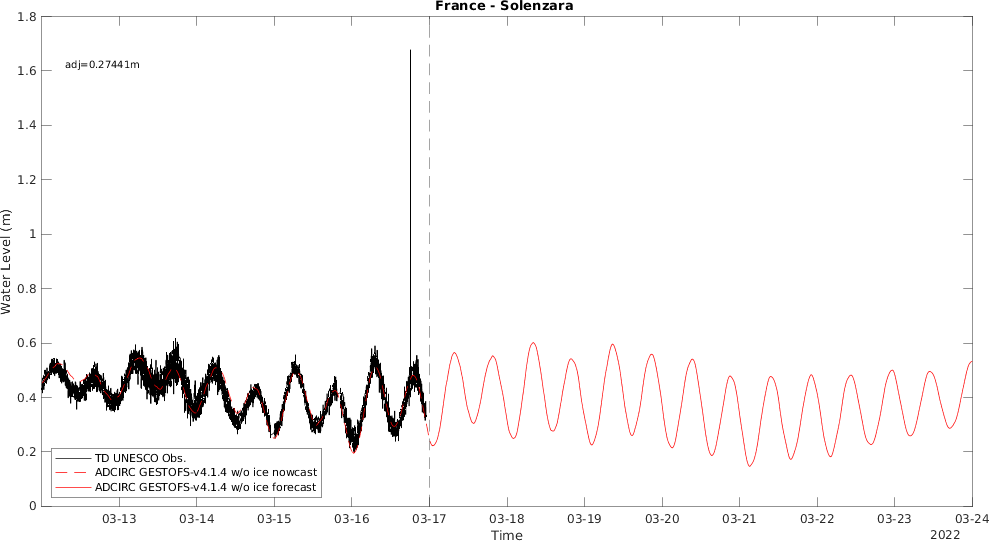 France - Solenzara
adj=0.27441m
Water Level (m)
1.8
1.6
1.4
1.2
1
0.8
0.6
0.4
0.2
0
TD UNESCO Obs.
ADCIRC GESTOFS-v4.1.4 w/o ice nowcast
ADCIRC GESTOFS-v4.1.4 w/o ice forecast
03-13 03-14 03-15 03-16 03-17 03-18 03-19 03-20 03-21 03-22 03-23 03-24
Time
2022